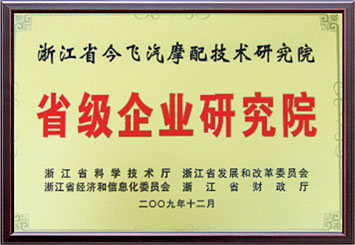 浙江省今飞汽摩配技术研究院
省级企业研究院
浙江省科学技术厅 浙江省发展和改革委员会
浙江省经济和信息化委员会 浙江省财政厅
二〇〇九年十二月